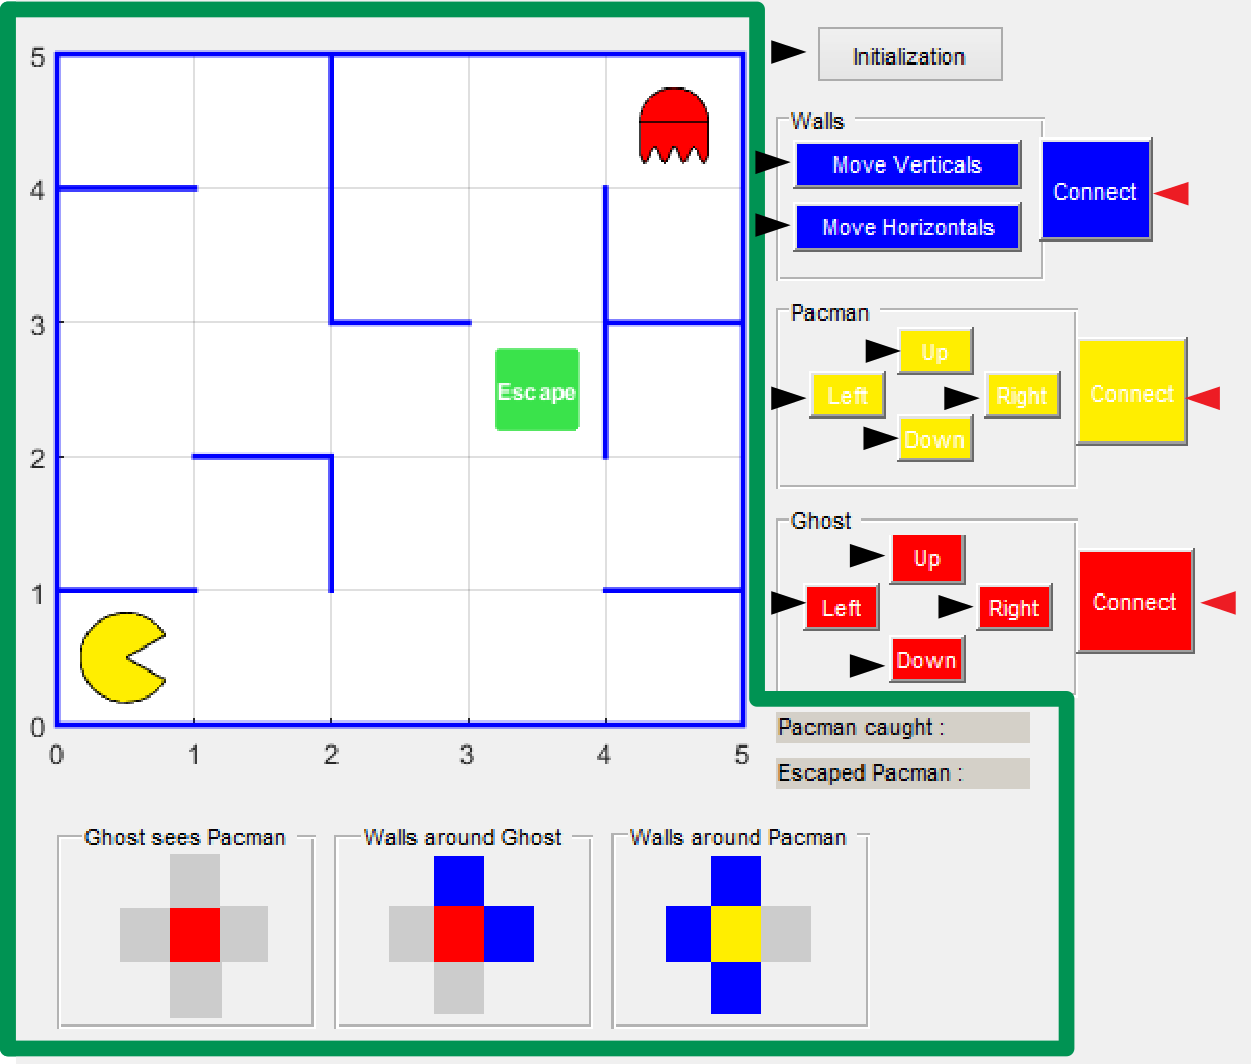 Initialization
5
Walls
Move Verticals
Connect
4
Move Horizontals
3
Pacman
Up
Escape
Left
Right
Connect
Down
2
Ghost
Up
1
Left
Right
Connect
Down
0
Pacman caught :
0 1 2 3 4 5
Escaped Pacman :
Ghost sees Pacman
Walls around Ghost
Walls around Pacman